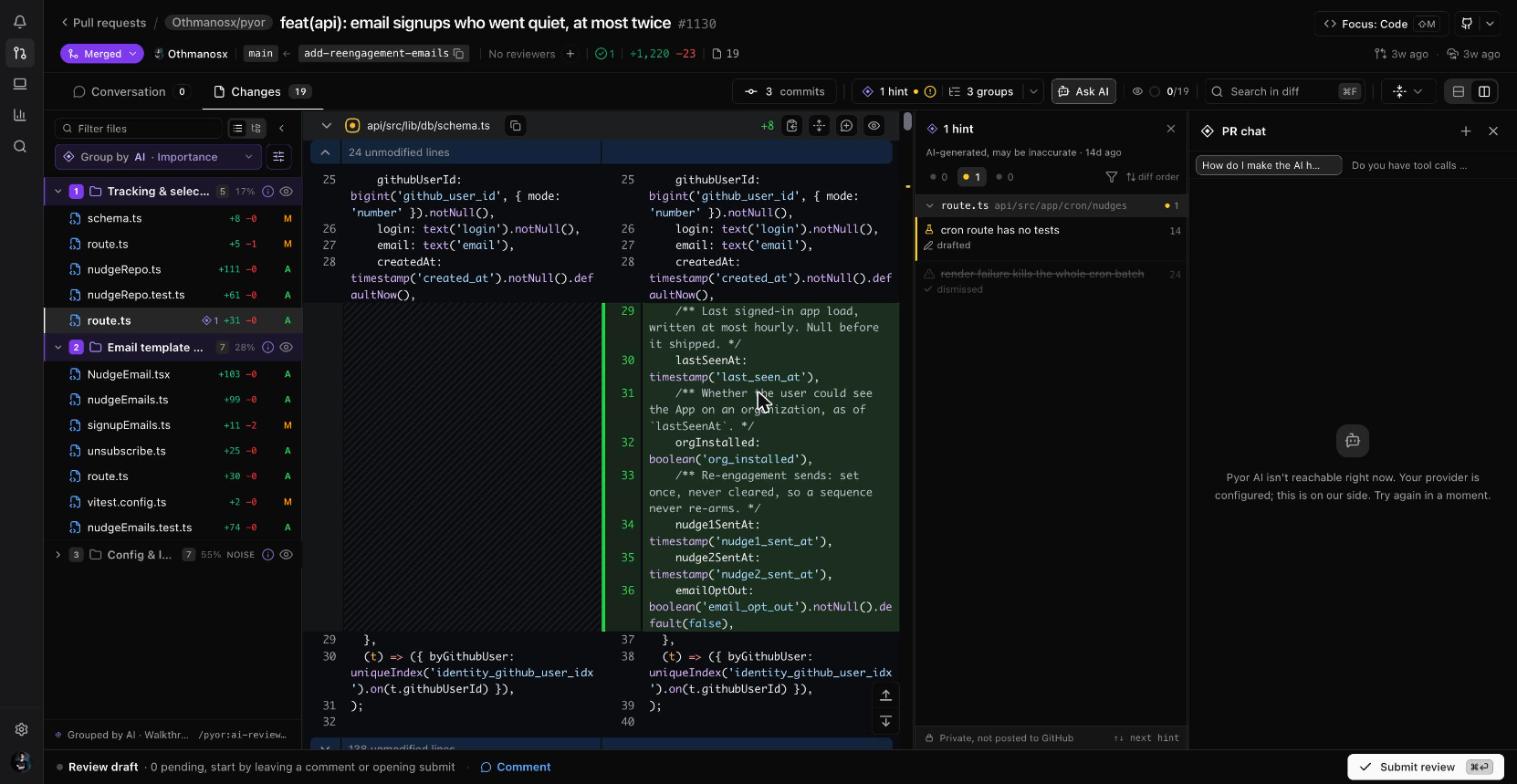 Pull requests / Othmanosx/pyor feat(api): email signups who went quiet, at most twice #1130
Focus: Code ⇧M
Merged Othmanosx main ← add-reengagement-emails No reviewers + 1 +1,220 −23 19
3w ago · 3w ago
Conversation 0 Changes 19
3 commits 1 hint 3 groups Ask AI 0/19 Search in diff ⌘F
Filter files
Group by AI · Importance
1 Tracking & selec... 5 17%
schema.ts +8 −0 M
route.ts +5 −1 M
nudgeRepo.ts +111 −0 A
nudgeRepo.test.ts +61 −0 A
route.ts 1 +31 −0 A
2 Email template ... 7 28%
NudgeEmail.tsx +103 −0 A
nudgeEmails.ts +99 −0 A
signupEmails.ts +11 −2 M
unsubscribe.ts +25 −0 A
route.ts +30 −0 A
vitest.config.ts +2 −0 M
nudgeEmails.test.ts +74 −0 A
3 Config & l... 7 55% NOISE
Grouped by AI · Walkthr... /pyor:ai-review…
api/src/lib/db/schema.ts +8
24 unmodified lines
25 githubUserId:
bigint('github_user_id', { mode:
'number' }).notNull(),
26 login: text('login').notNull(),
27 email: text('email'),
28 createdAt:
timestamp('created_at').notNull().def
aultNow(),
29 },
30 (t) => ({ byGithubUser:
uniqueIndex('identity_github_user_idx
').on(t.githubUserId) }),
31 );
32
25 githubUserId:
bigint('github_user_id', { mode:
'number' }).notNull(),
26 login: text('login').notNull(),
27 email: text('email'),
28 createdAt:
timestamp('created_at').notNull().def
aultNow(),
29 /** Last signed-in app load,
written at most hourly. Null before
it shipped. */
30 lastSeenAt:
timestamp('last_seen_at'),
31 /** Whether the user could see
the App on an organization, as of
`lastSeenAt`. */
32 orgInstalled:
boolean('org_installed'),
33 /** Re-engagement sends: set
once, never cleared, so a sequence
never re-arms. */
34 nudge1SentAt:
timestamp('nudge1_sent_at'),
35 nudge2SentAt:
timestamp('nudge2_sent_at'),
36 emailOptOut:
boolean('email_opt_out').notNull().de
fault(false),
37 },
38 (t) => ({ byGithubUser:
uniqueIndex('identity_github_user_idx
').on(t.githubUserId) }),
39 );
40
138 unmodified lines
1 hint
AI-generated, may be inaccurate · 14d ago
0 1 0 diff order
route.ts api/src/app/cron/nudges 1
cron route has no tests 14
drafted
render failure kills the whole cron batch 24
dismissed
Private, not posted to GitHub ↑↓ next hint
PR chat
How do I make the AI h... Do you have tool calls ...
Pyor AI isn't reachable right now. Your provider is
configured; this is on our side. Try again in a moment.
Review draft · 0 pending, start by leaving a comment or opening submit · Comment
Submit review ⌘↵